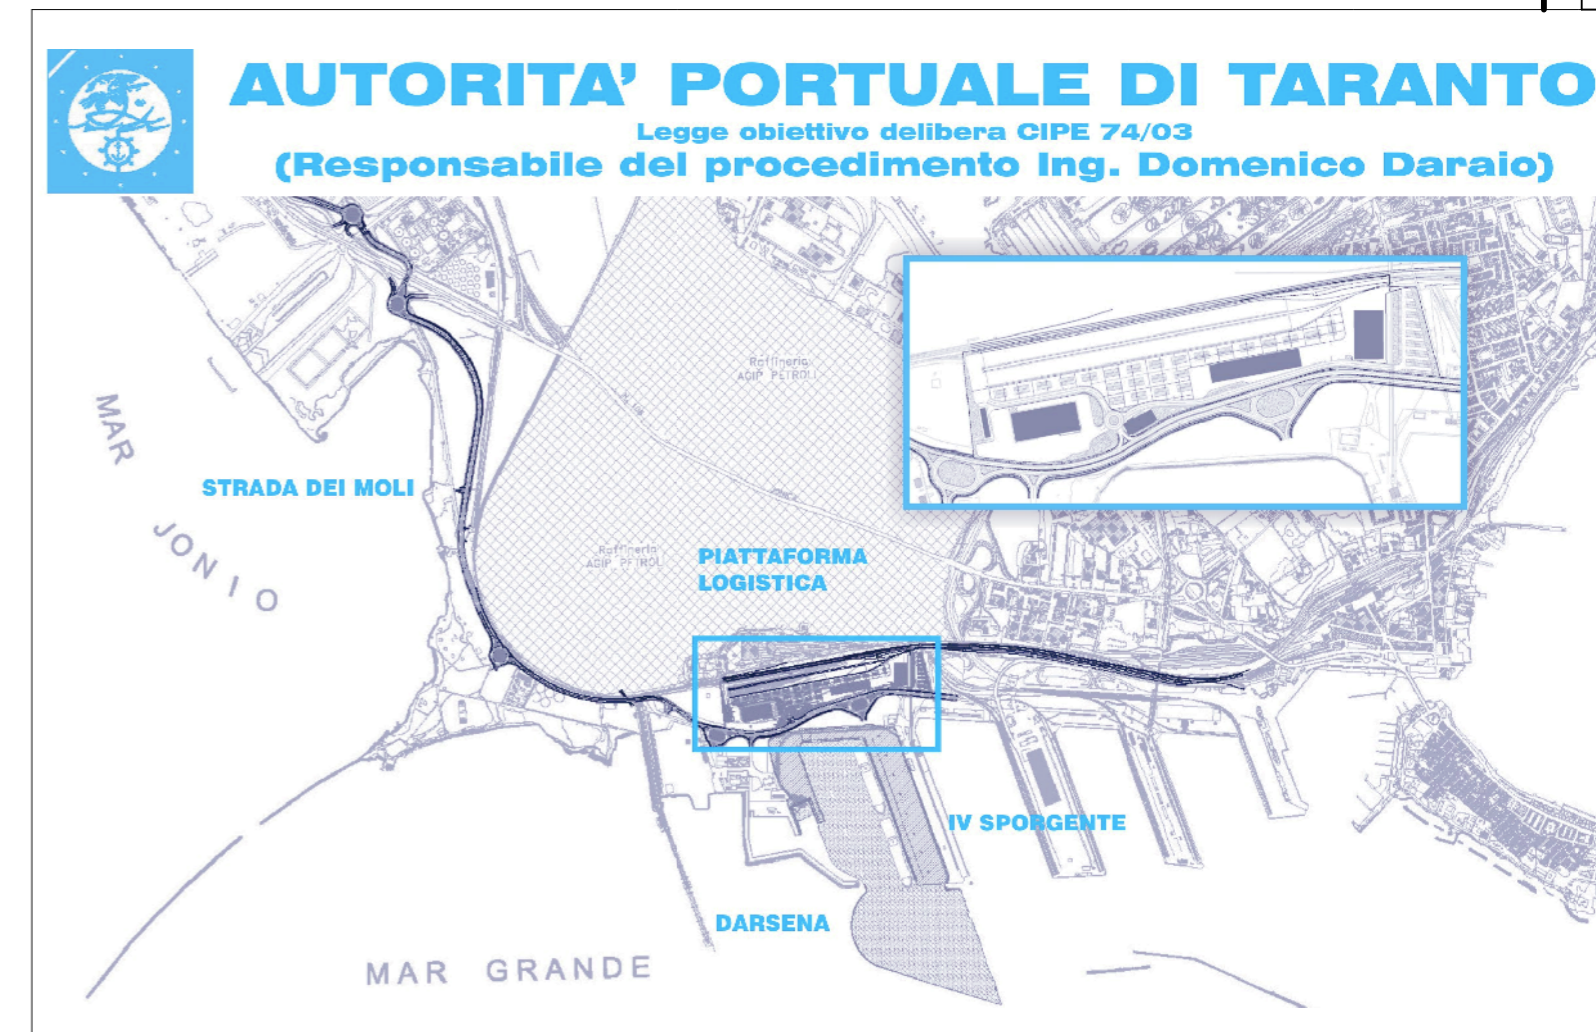 AUTORITA' PORTUALE DI TARANTO
Legge obiettivo delibera CIPE 74/03
(Responsabile del procedimento Ing. Domenico Daraio)
Raffineria
AGIP PETROLI
MAR
JONIO
STRADA DEI MOLI
Raffineria
AGIP PETROLI
PIATTAFORMA
LOGISTICA
IV SPORGENTE
DARSENA
MAR GRANDE